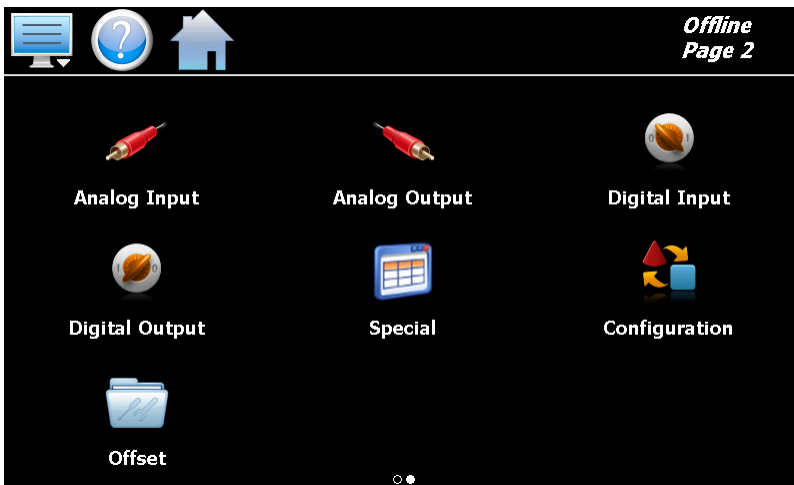 Offline
Page 2
Analog Input
Analog Output
Digital Input
Digital Output
Special
Configuration
Offset